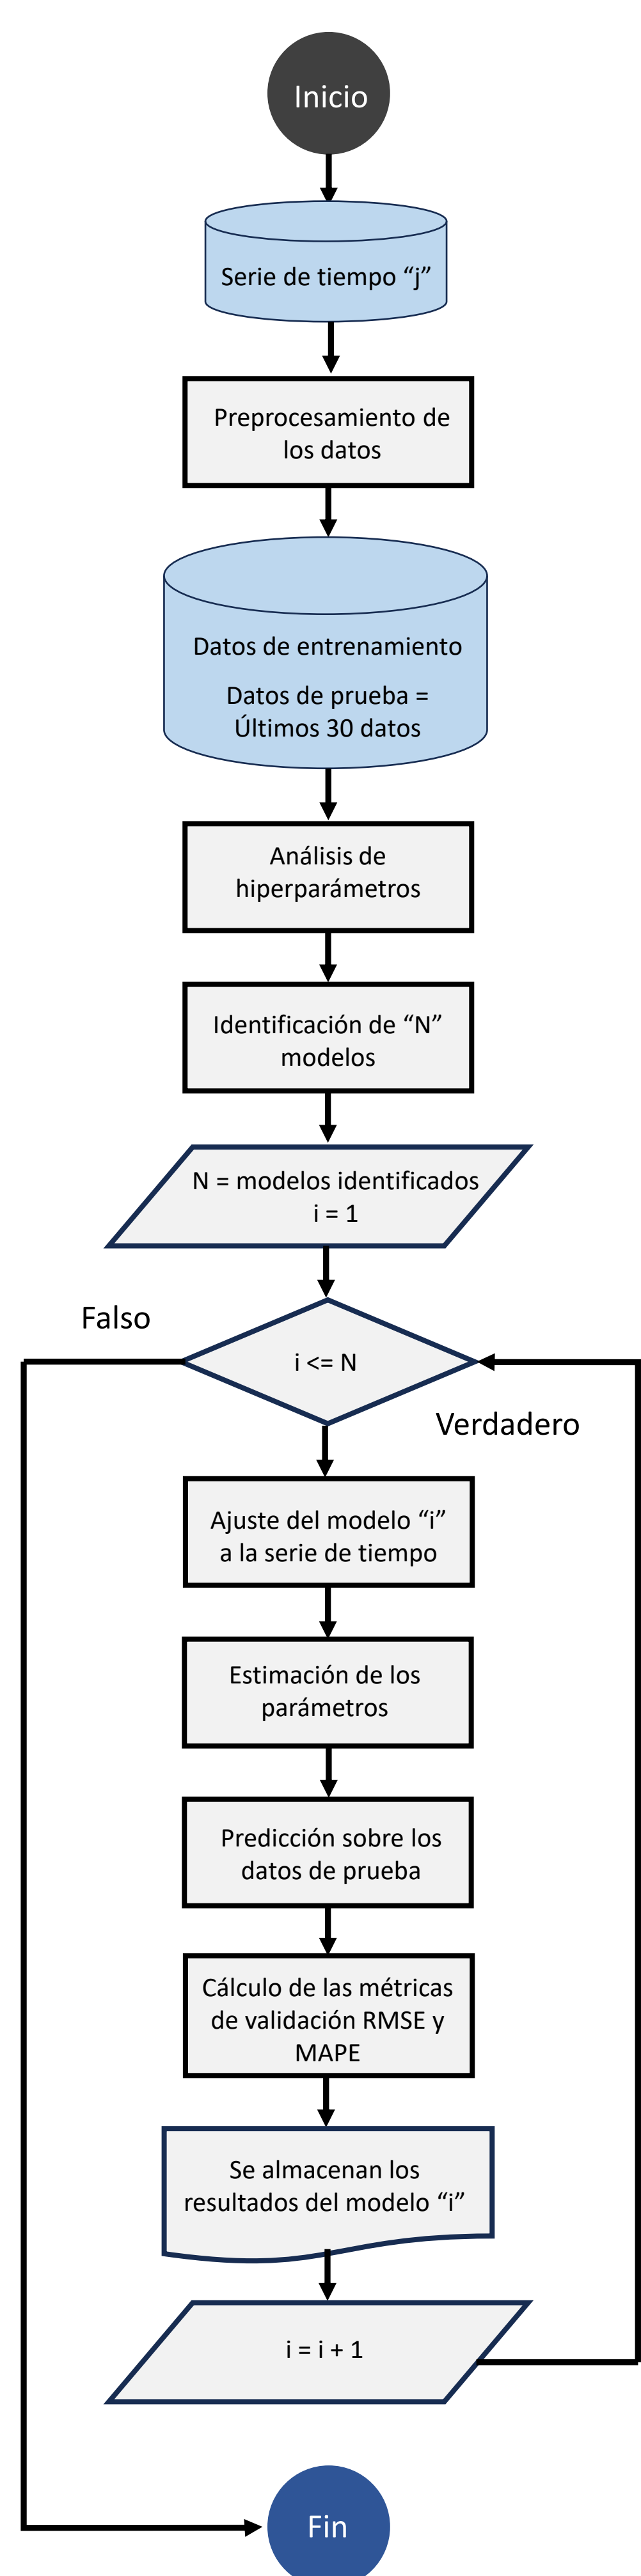 Inicio
Serie de tiempo “j”
Preprocesamiento de
los datos
Datos de entrenamiento
Datos de prueba =
Últimos 30 datos
Análisis de
hiperparámetros
Identificación de “N”
modelos
N = modelos identificados
i = 1
Falso
i <= N
Verdadero
Ajuste del modelo “i”
a la serie de tiempo
Estimación de los
parámetros
Predicción sobre los
datos de prueba
Cálculo de las métricas
de validación RMSE y
MAPE
Se almacenan los
resultados del modelo “i”
i = i + 1
Fin